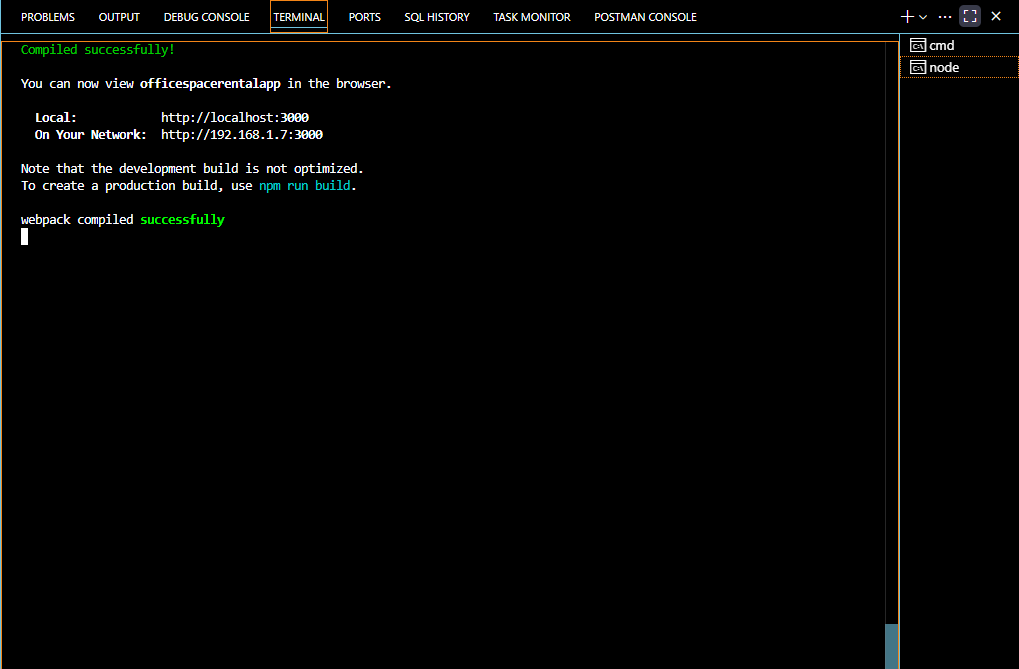 PROBLEMS OUTPUT DEBUG CONSOLE TERMINAL PORTS SQL HISTORY TASK MONITOR POSTMAN CONSOLE
Compiled successfully!
You can now view officespacerentalapp in the browser.
Local: http://localhost:3000
On Your Network: http://192.168.1.7:3000
Note that the development build is not optimized.
To create a production build, use npm run build.
webpack compiled successfully
cmd
node